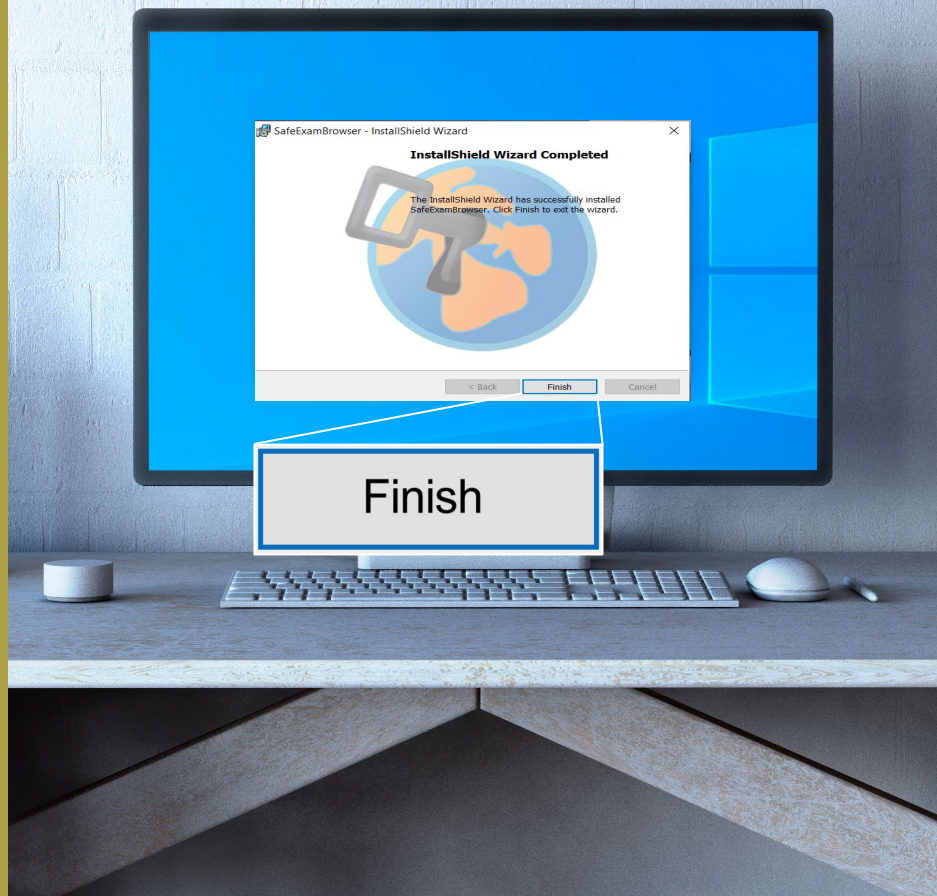 SafeExamBrowser - InstallShield Wizard
InstallShield Wizard Completed
The InstallShield Wizard has successfully installed
SafeExamBrowser. Click Finish to exit the wizard.
< Back
Finish
Cancel
Finish